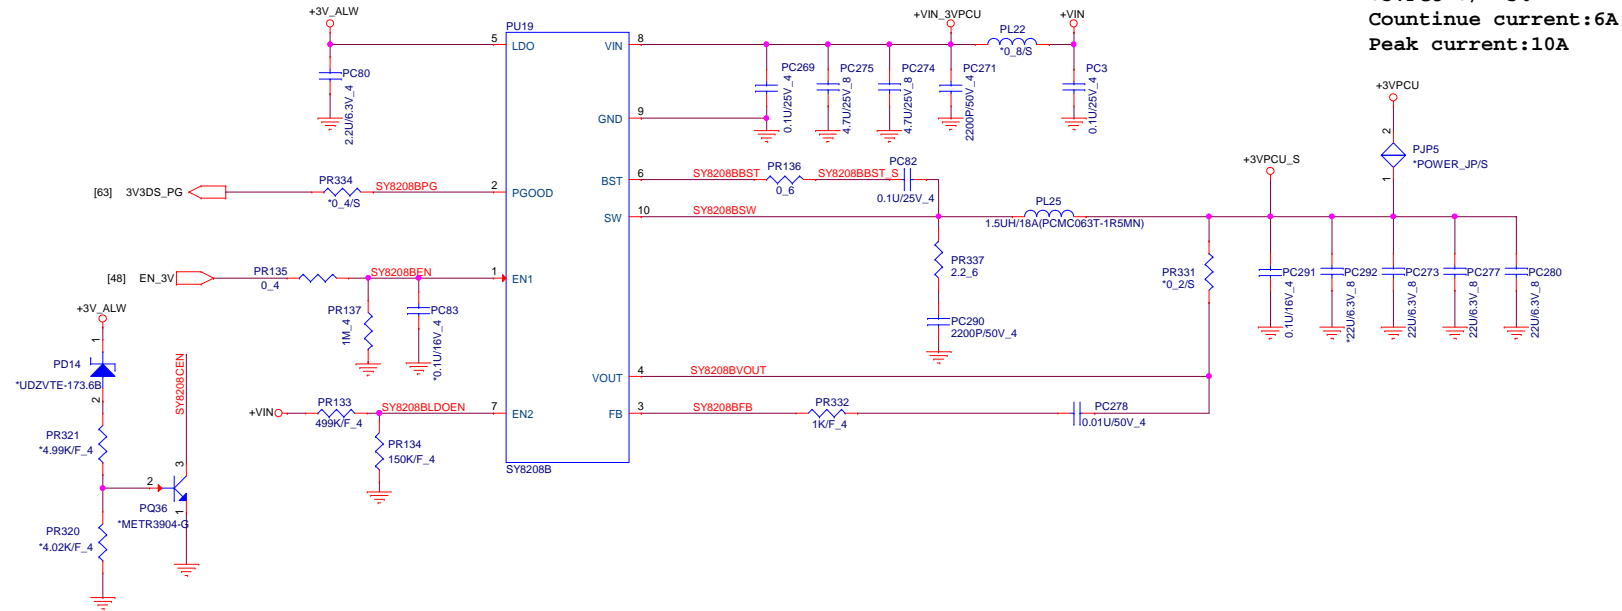 Countinue current:6A
Peak current:10A
+3V_ALW
PU19
5
LDO
PC80
2.2U/6.3V_4
VIN
8
+VIN_3VPCU
+VIN
PL22
*0_8/S
PC269
0.1U/25V_4
PC275
4.7U/25V_8
PC274
4.7U/25V_8
PC271
2200P/50V_4
PC3
0.1U/25V_4
GND
9
[63]
3V3DS_PG
PR334
*0_4/S
SY8208BPG
2
PGOOD
BST
6
SY8208BBST
PR136
0_6
SY8208BBST_S
PC82
0.1U/25V_4
SW
10
SY8208BSW
PL25
1.5UH/18A(PCMC063T-1R5MN)
+3VPCU_S
+3VPCU
2
PJP5
*POWER_JP/S
1
PR337
2.2_6
PC290
2200P/50V_4
PR331
*0_2/S
PC291
0.1U/16V_4
PC292
*22U/6.3V_8
PC273
22U/6.3V_8
PC277
22U/6.3V_8
PC280
22U/6.3V_8
[48]
EN_3V
PR135
0_4
SY8208BEN
1
EN1
PR137
1M_4
PC83
*0.1U/16V_4
+3V_ALW
1
PD14
*UDZVTE-173.6B
2
SY8208CEN
+VIN
PR133
499K/F_4
SY8208BLDOEN
7
EN2
PR134
150K/F_4
VOUT
4
SY8208BVOUT
FB
3
SY8208BFB
PR332
1K/F_4
PC278
0.01U/50V_4
SY8208B
PR321
*4.99K/F_4
3
2
PQ36
1
*METR3904-G
PR320
*4.02K/F_4